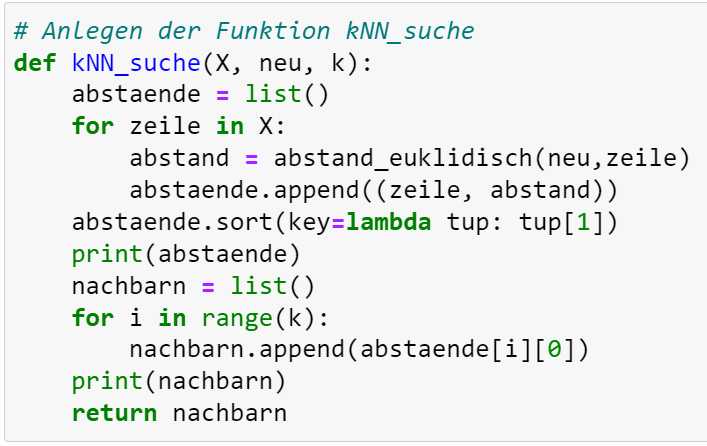 # Anlegen der Funktion kNN_suche
def kNN_suche(X, neu, k):
    abstaende = list()
    for zeile in X:
        abstand = abstand_euklidisch(neu,zeile)
        abstaende.append((zeile, abstand))
    abstaende.sort(key=lambda tup: tup[1])
    print(abstaende)
    nachbarn = list()
    for i in range(k):
        nachbarn.append(abstaende[i][0])
    print(nachbarn)
    return nachbarn